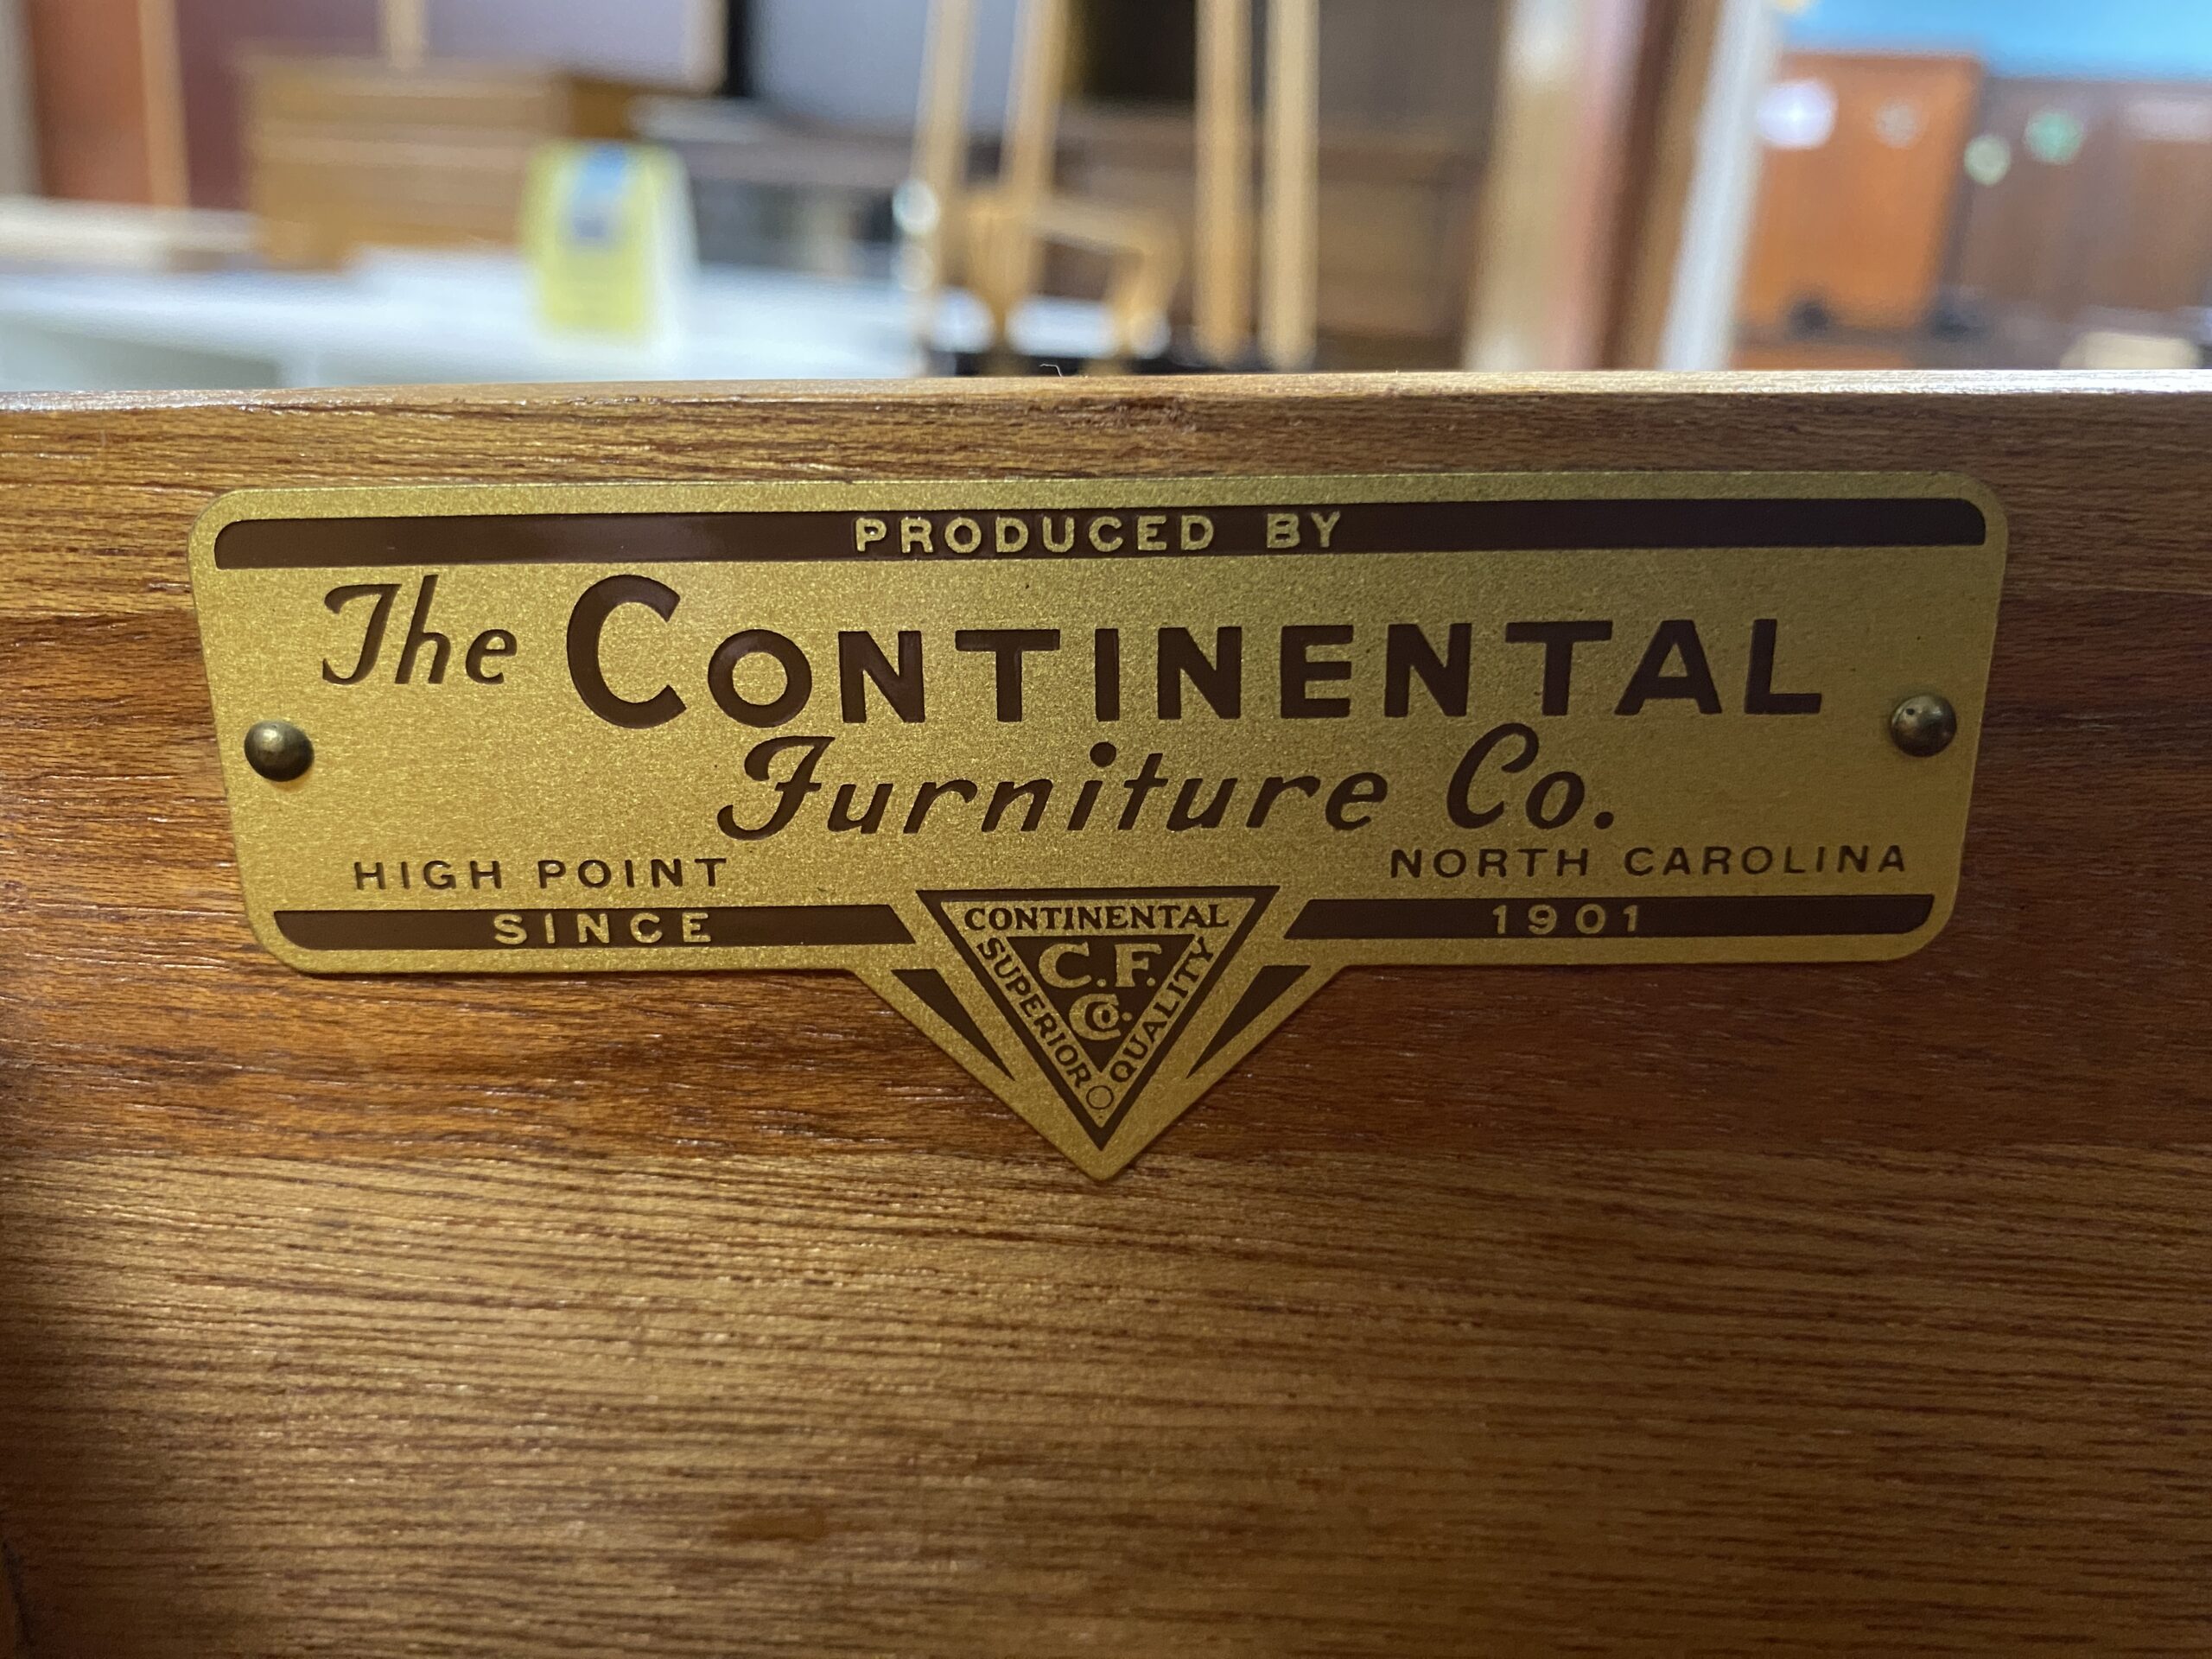 PRODUCED BY
The CONTINENTAL
Furniture Co.
HIGH POINT NORTH CAROLINA
SINCE 1901
CONTINENTAL
SUPERIOR QUALITY
C.F.
Co.